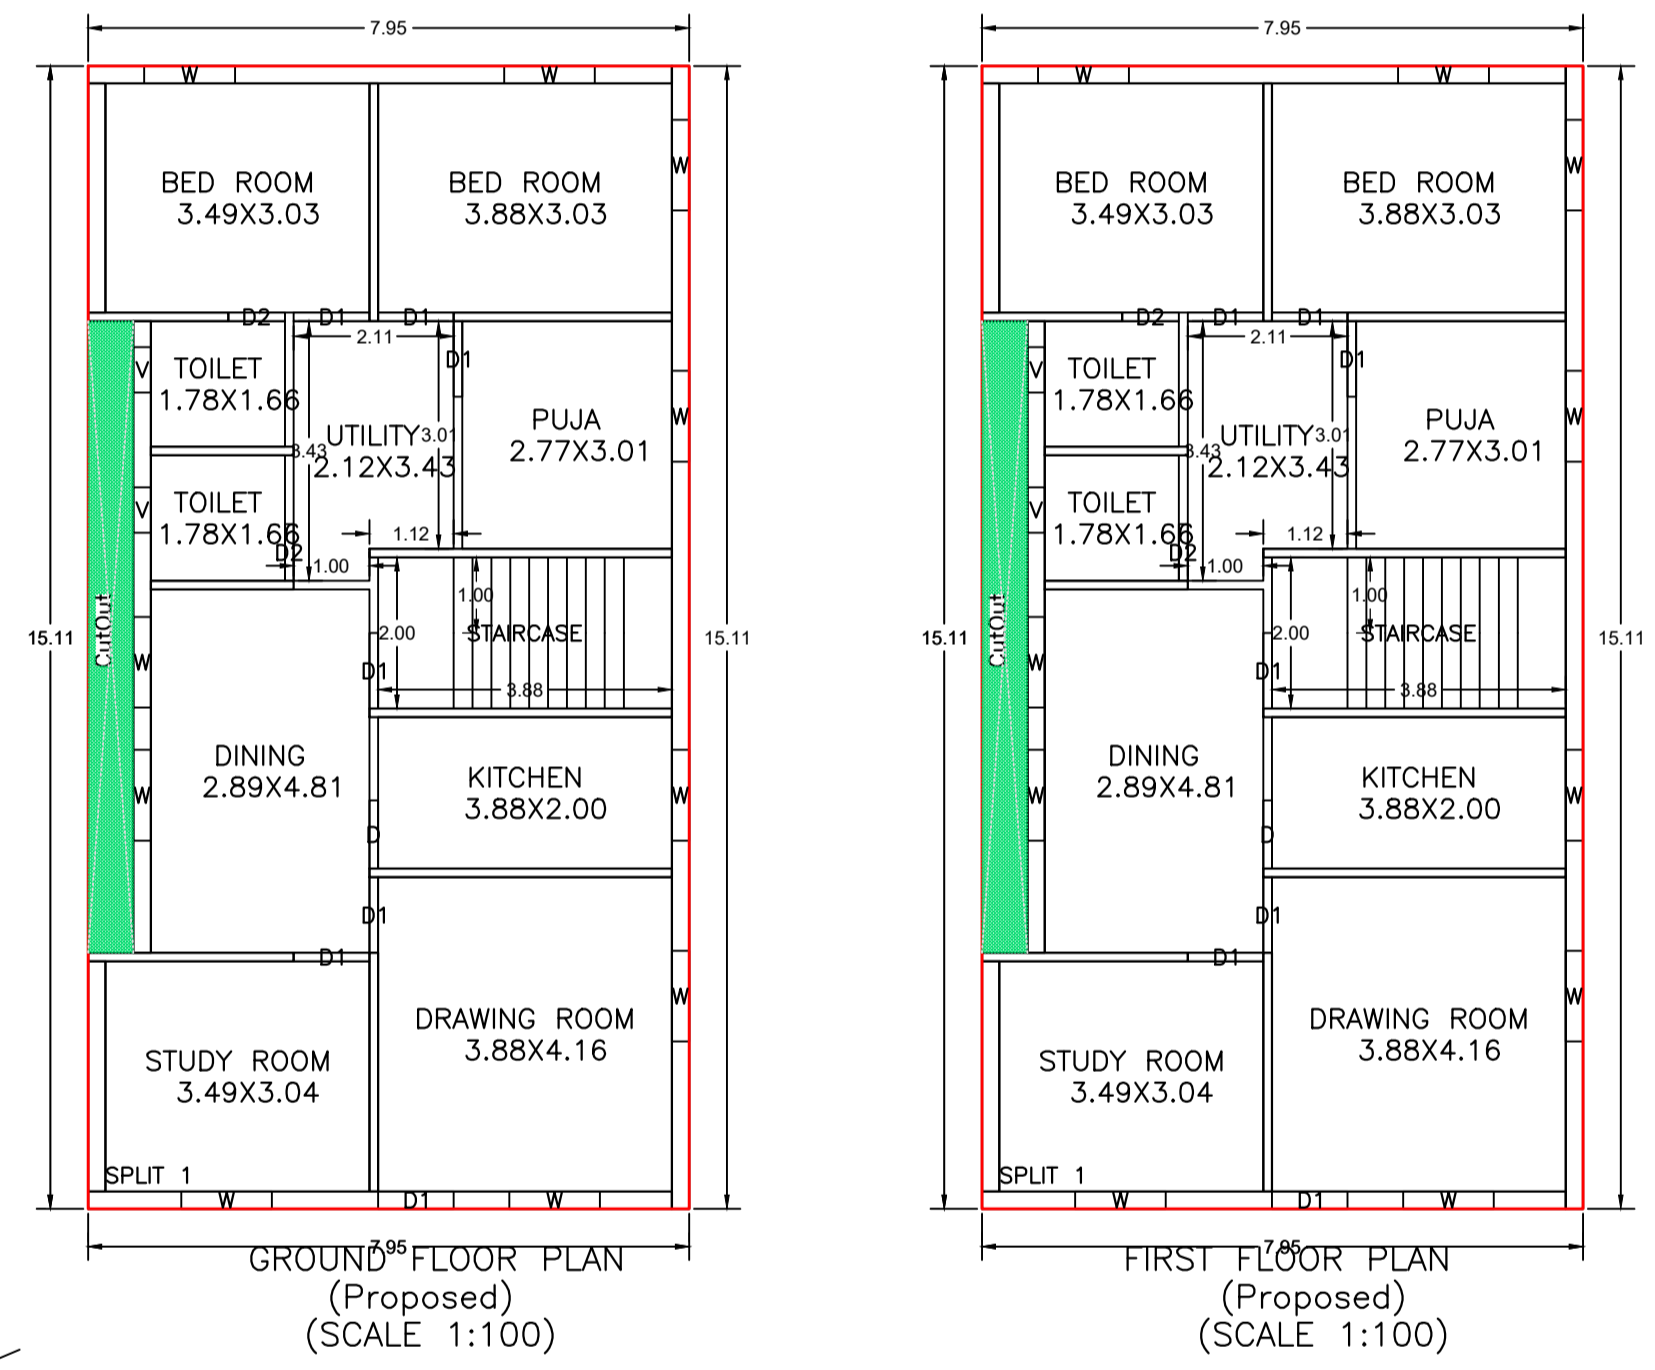 7.95
W
W
BED ROOM
3.49X3.03
BED ROOM
3.88X3.03
W
D2
D1
D1
2.11
D1
V
TOILET
1.78X1.66
UTILITY
2.12X3.43
3.01
3.43
PUJA
2.77X3.01
W
V
TOILET
1.78X1.66
D2
1.12
1.00
15.11
CutOut
W
2.00
1.00
STAIRCASE
D1
3.88
15.11
DINING
2.89X4.81
W
KITCHEN
3.88X2.00
W
D
D1
D1
STUDY ROOM
3.49X3.04
DRAWING ROOM
3.88X4.16
W
SPLIT 1
W
D1
W
7.95
GROUND FLOOR PLAN
(Proposed)
(SCALE 1:100)
7.95
W
W
BED ROOM
3.49X3.03
BED ROOM
3.88X3.03
W
D2
D1
D1
2.11
D1
V
TOILET
1.78X1.66
UTILITY
2.12X3.43
3.01
3.43
PUJA
2.77X3.01
W
V
TOILET
1.78X1.66
D2
1.12
1.00
15.11
CutOut
W
2.00
1.00
STAIRCASE
D1
3.88
15.11
DINING
2.89X4.81
W
KITCHEN
3.88X2.00
W
D
D1
D1
STUDY ROOM
3.49X3.04
DRAWING ROOM
3.88X4.16
W
SPLIT 1
W
D1
W
7.95
FIRST FLOOR PLAN
(Proposed)
(SCALE 1:100)